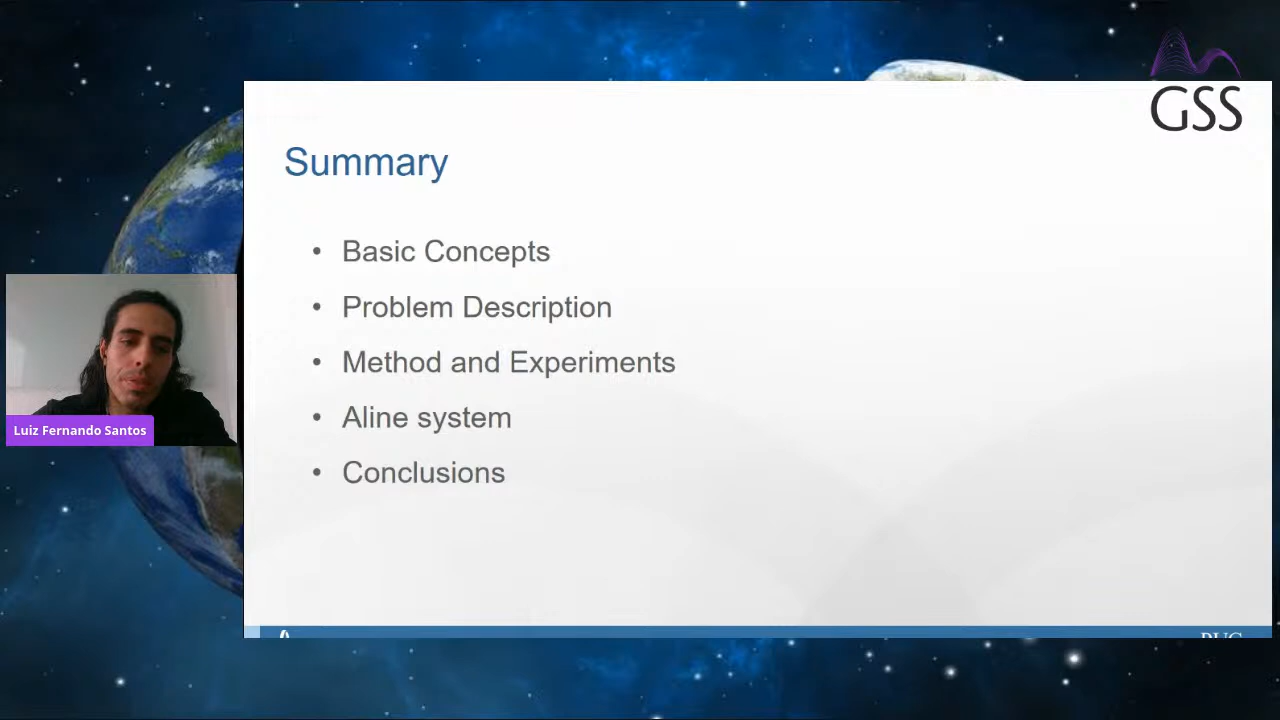 GSS
Summary
• Basic Concepts
• Problem Description
• Method and Experiments
• Aline system
• Conclusions
Luiz Fernando Santos